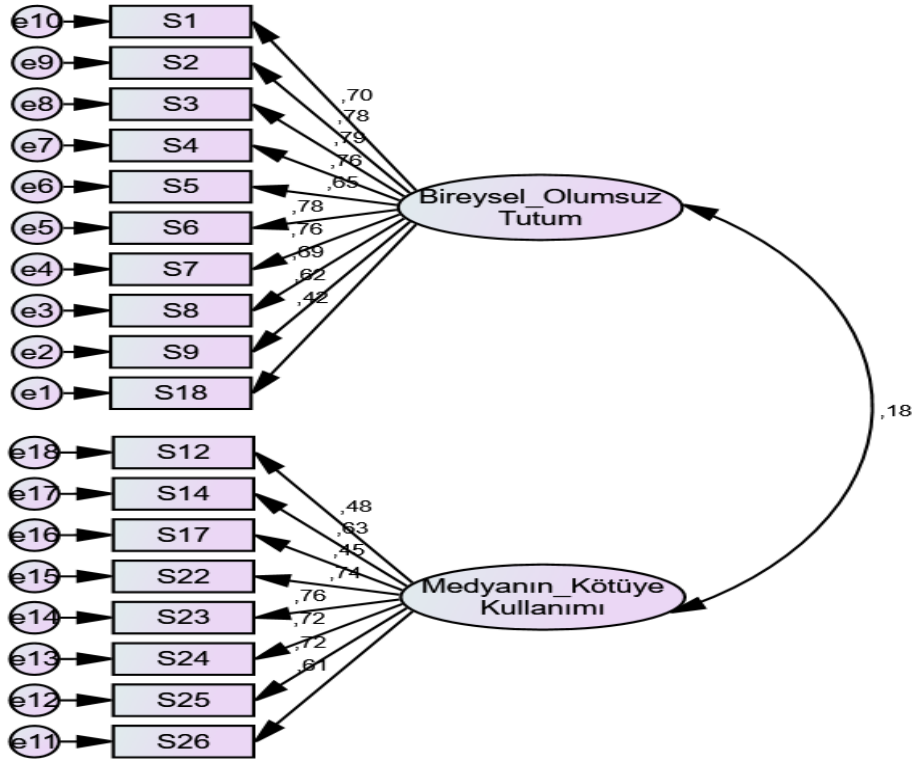 e10 S1
e9 S2
e8 S3
e7 S4
e6 S5
e5 S6
e4 S7
e3 S8
e2 S9
e1 S18
,70
,78
,79
,76
,65
,78
,76
,69
,62
,42
Bireysel_Olumsuz
Tutum
,18
e18 S12
e17 S14
e16 S17
e15 S22
e14 S23
e13 S24
e12 S25
e11 S26
,48
,63
,45
,74
,76
,72
,72
,61
Medyanın_Kötüye
Kullanımı